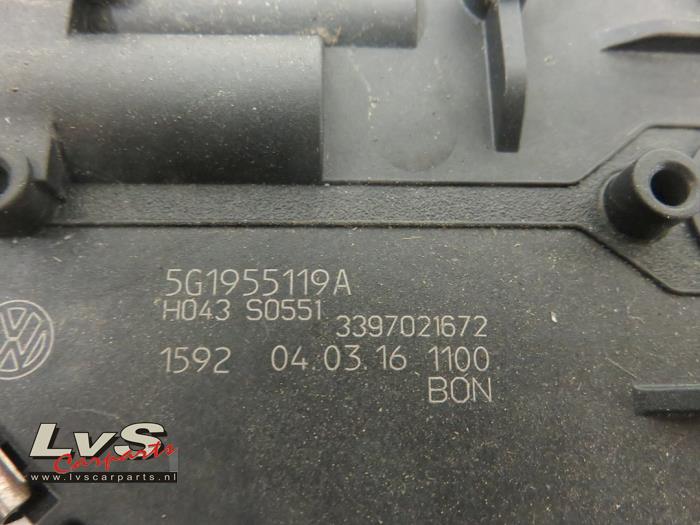 5G1955119A
H043 S0551
3397021672
1592 04.03.16 1100
BON
LvS
Carparts
www.lvscarparts.nl